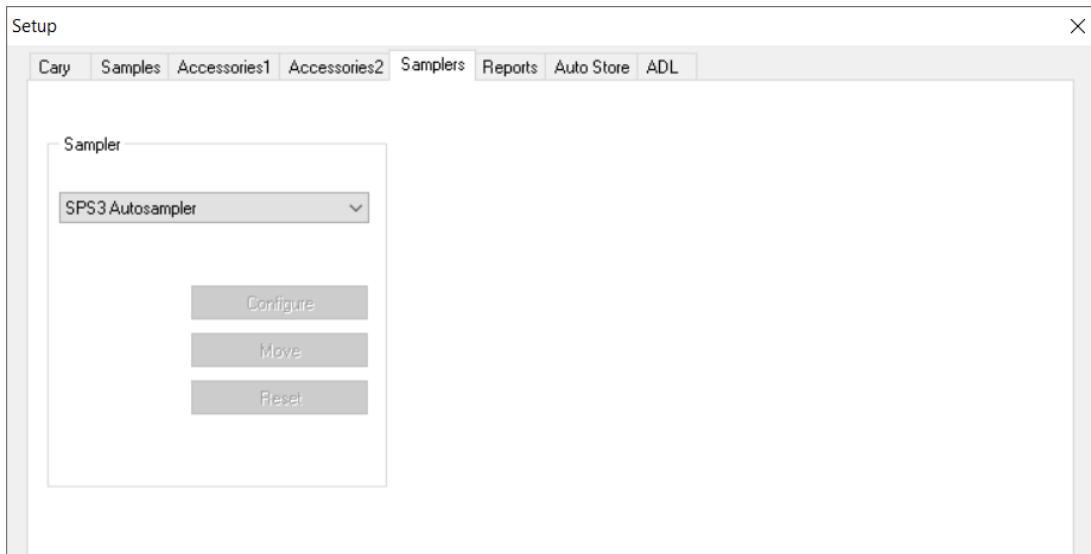 Setup
Cary Samples Accessories1 Accessories2 Samplers Reports Auto Store ADL
Sampler
SPS3 Autosampler
Configure
Move
Reset